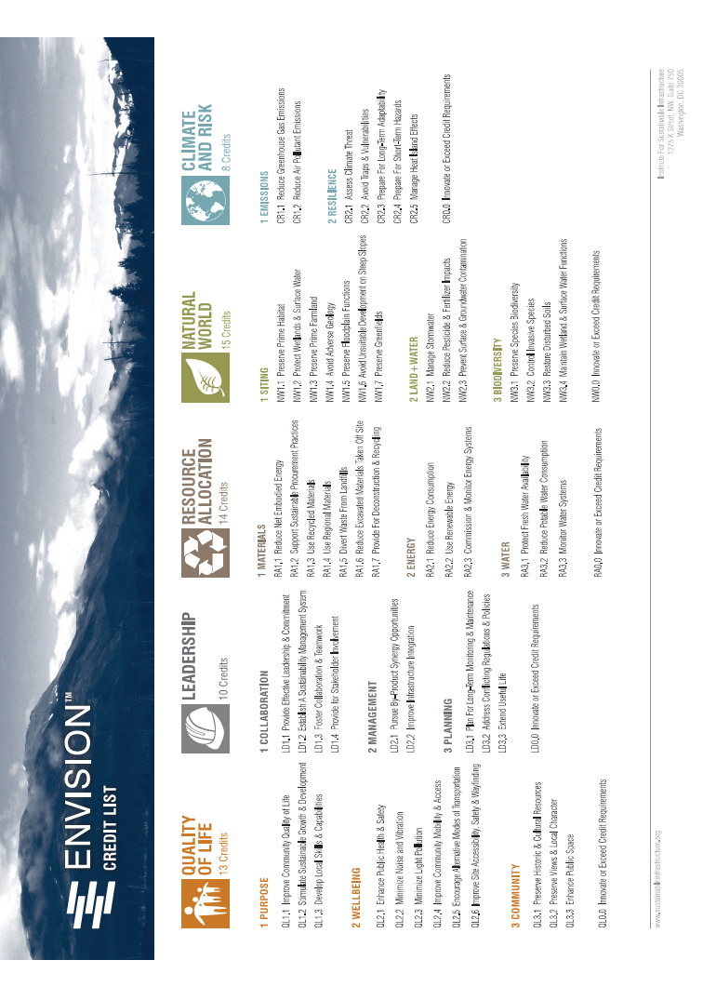 ENVISION™
CREDIT LIST
QUALITY
OF LIFE
13 Credits
1 PURPOSE
QL1.1 Improve Community Quality of Life
QL1.2 Stimulate Sustainable Growth & Development
QL1.3 Develop Local Skills & Capabilities
2 WELLBEING
QL2.1 Enhance Public Health & Safety
QL2.2 Minimize Noise and Vibration
QL2.3 Minimize Light Pollution
QL2.4 Improve Community Mobility & Access
QL2.5 Encourage Alternative Modes of Transportation
QL2.6 Improve Site Accessibility, Safety & Wayfinding
3 COMMUNITY
QL3.1 Preserve Historic & Cultural Resources
QL3.2 Preserve Views & Local Character
QL3.3 Enhance Public Space
QL0.0 Innovate or Exceed Credit Requirements
LEADERSHIP
10 Credits
1 COLLABORATION
LD1.1 Provide Effective Leadership & Commitment
LD1.2 Establish A Sustainability Management System
LD1.3 Foster Collaboration & Teamwork
LD1.4 Provide for Stakeholder Involvement
2 MANAGEMENT
LD2.1 Pursue By-Product Synergy Opportunities
LD2.2 Improve Infrastructure Integration
3 PLANNING
LD3.1 Plan For Long-Term Monitoring & Maintenance
LD3.2 Address Conflicting Regulations & Policies
LD3.3 Extend Useful Life
LD0.0 Innovate or Exceed Credit Requirements
RESOURCE
ALLOCATION
14 Credits
1 MATERIALS
RA1.1 Reduce Net Embodied Energy
RA1.2 Support Sustainable Procurement Practices
RA1.3 Use Recycled Materials
RA1.4 Use Regional Materials
RA1.5 Divert Waste From Landfills
RA1.6 Reduce Excavated Materials Taken Off Site
RA1.7 Provide For Deconstruction & Recycling
2 ENERGY
RA2.1 Reduce Energy Consumption
RA2.2 Use Renewable Energy
RA2.3 Commission & Monitor Energy Systems
3 WATER
RA3.1 Protect Fresh Water Availability
RA3.2 Reduce Potable Water Consumption
RA3.3 Monitor Water Systems
RA0.0 Innovate or Exceed Credit Requirements
NATURAL
WORLD
15 Credits
1 SITING
NW1.1 Preserve Prime Habitat
NW1.2 Protect Wetlands & Surface Water
NW1.3 Preserve Prime Farmland
NW1.4 Avoid Adverse Geology
NW1.5 Preserve Floodplain Functions
NW1.6 Avoid Unsuitable Development on Steep Slopes
NW1.7 Preserve Greenfields
2 LAND+WATER
NW2.1 Manage Stormwater
NW2.2 Reduce Pesticide & Fertilizer Impacts
NW2.3 Prevent Surface & Groundwater Contamination
3 BIODIVERSITY
NW3.1 Preserve Species Biodiversity
NW3.2 Control Invasive Species
NW3.3 Restore Disturbed Soils
NW3.4 Maintain Wetland & Surface Water Functions
NW0.0 Innovate or Exceed Credit Requirements
CLIMATE
AND RISK
8 Credits
1 EMISSIONS
CR1.1 Reduce Greenhouse Gas Emissions
CR1.2 Reduce Air Pollutant Emissions
2 RESILIENCE
CR2.1 Assess Climate Threat
CR2.2 Avoid Traps & Vulnerabilities
CR2.3 Prepare For Long-Term Adaptability
CR2.4 Prepare For Short-Term Hazards
CR2.5 Manage Heat Island Effects
CR0.0 Innovate or Exceed Credit Requirements
www.sustainableinfrastructure.org
Institute For Sustainable Infrastructure
1275 K Street, NW, Suite 750
Washington, DC 20005